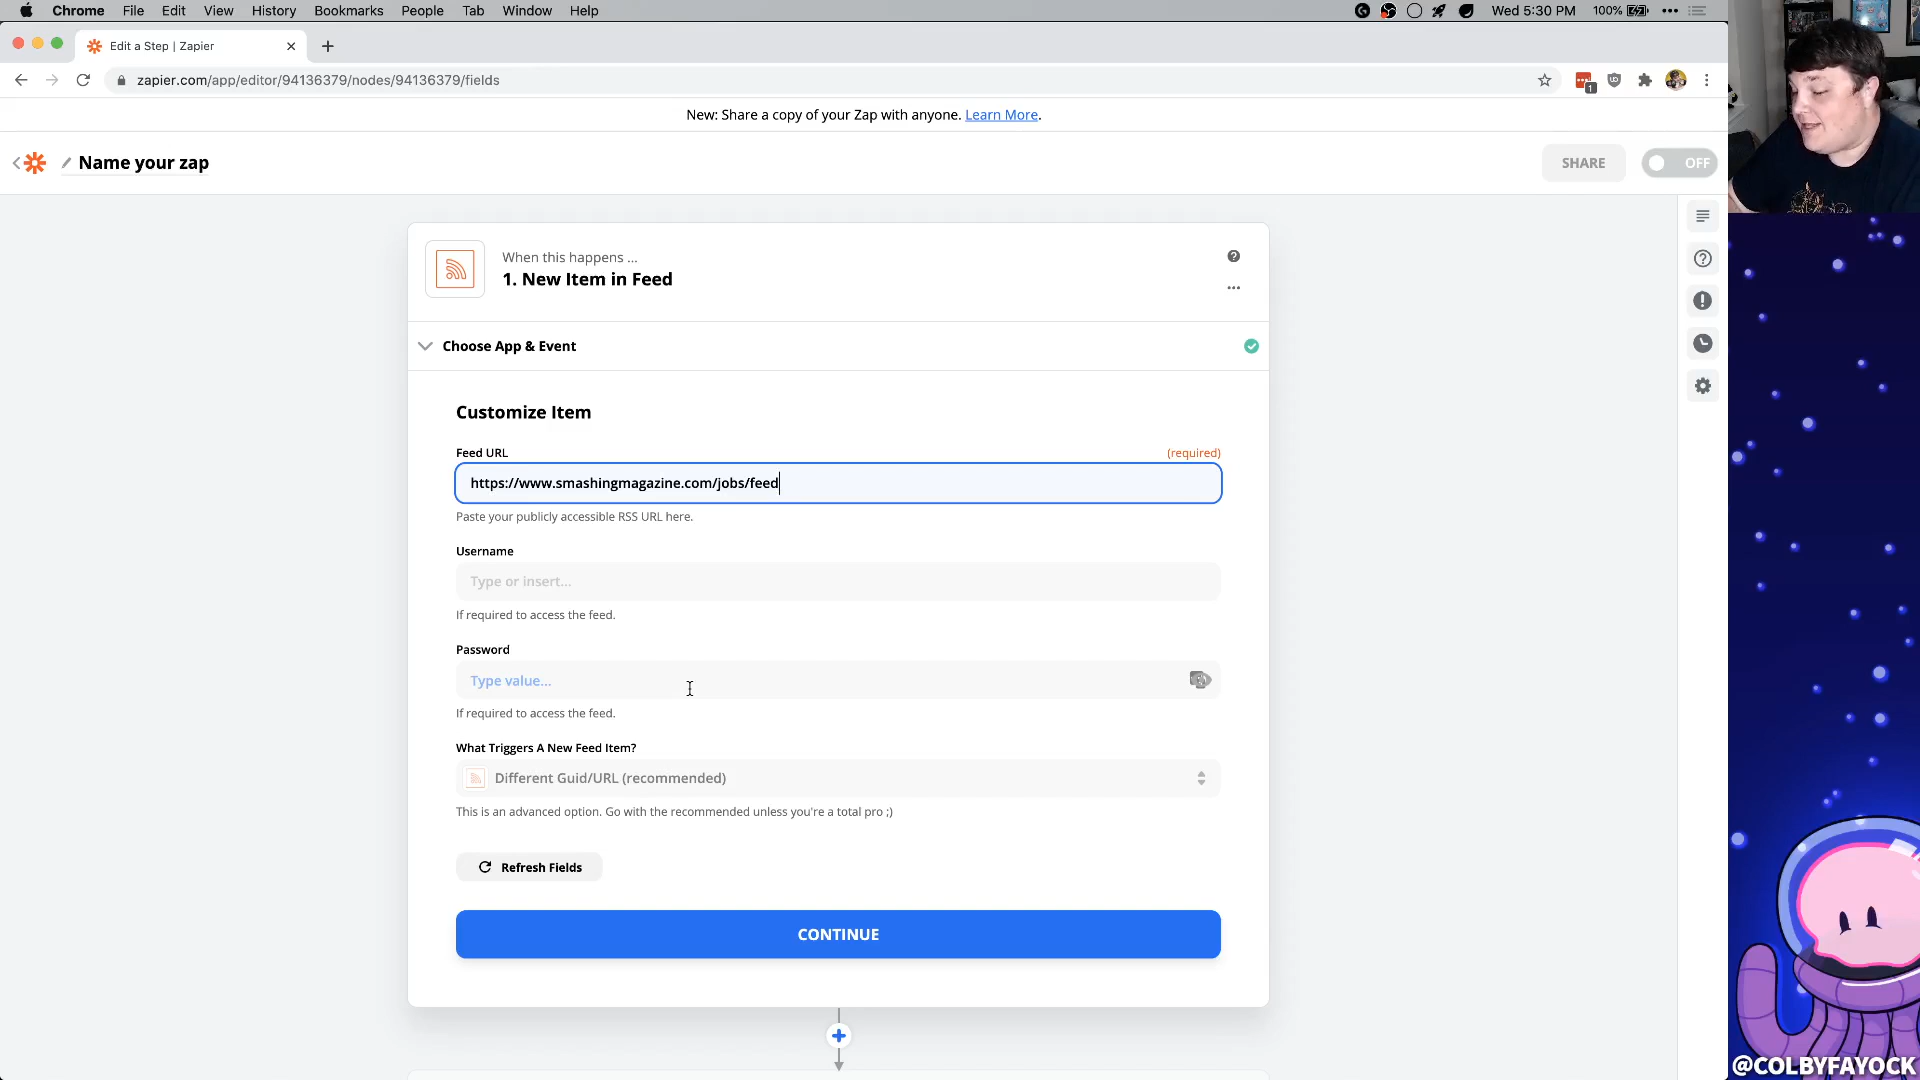 Chrome File Edit View History Bookmarks People Tab Window Help
Wed 5:30 PM 100%
Edit a Step | Zapier
zapier.com/app/editor/94136379/nodes/94136379/fields
1
New: Share a copy of your Zap with anyone. Learn More.
Name your zap
SHARE
OFF
When this happens ...
1. New Item in Feed
Choose App & Event
Customize Item
Feed URL (required)
https://www.smashingmagazine.com/jobs/feed
Paste your publicly accessible RSS URL here.
Username
Type or insert...
If required to access the feed.
Password
Type value...
If required to access the feed.
What Triggers A New Feed Item?
Different Guid/URL (recommended)
This is an advanced option. Go with the recommended unless you're a total pro ;)
Refresh Fields
CONTINUE
@COLBYFAYOCK